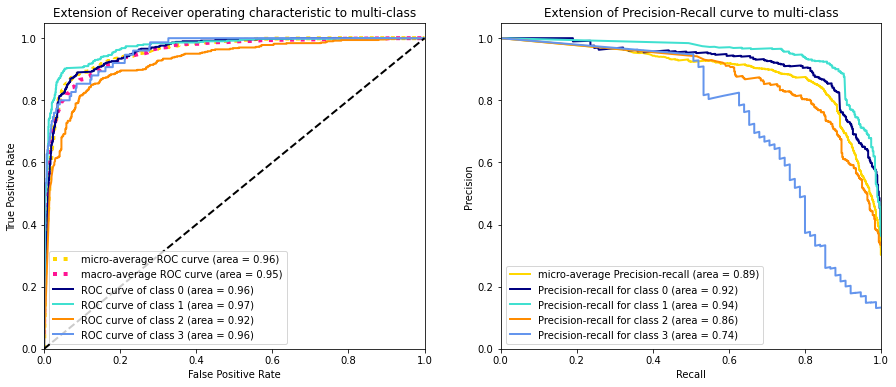 Extension of Receiver operating characteristic to multi-class
True Positive Rate
1.0
0.8
0.6
0.4
0.2
0.0
micro-average ROC curve (area = 0.96)
macro-average ROC curve (area = 0.95)
ROC curve of class 0 (area = 0.96)
ROC curve of class 1 (area = 0.97)
ROC curve of class 2 (area = 0.92)
ROC curve of class 3 (area = 0.96)
0.0 0.2 0.4 0.6 0.8 1.0
False Positive Rate
Extension of Precision-Recall curve to multi-class
Precision
1.0
0.8
0.6
0.4
0.2
0.0
micro-average Precision-recall (area = 0.89)
Precision-recall for class 0 (area = 0.92)
Precision-recall for class 1 (area = 0.94)
Precision-recall for class 2 (area = 0.86)
Precision-recall for class 3 (area = 0.74)
0.0 0.2 0.4 0.6 0.8 1.0
Recall